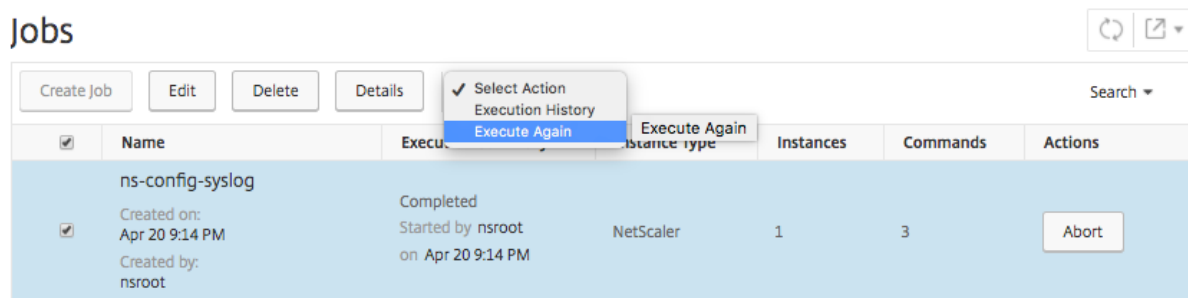 Jobs
Create Job Edit Delete Details ✓ Select Action Search
Execution History
Execute Again Execute Again
Name Execu Instance Type Instances Commands Actions
ns-config-syslog
Created on:
Apr 20 9:14 PM
Created by:
nsroot
Completed
Started by nsroot
on Apr 20 9:14 PM
NetScaler 1 3 Abort